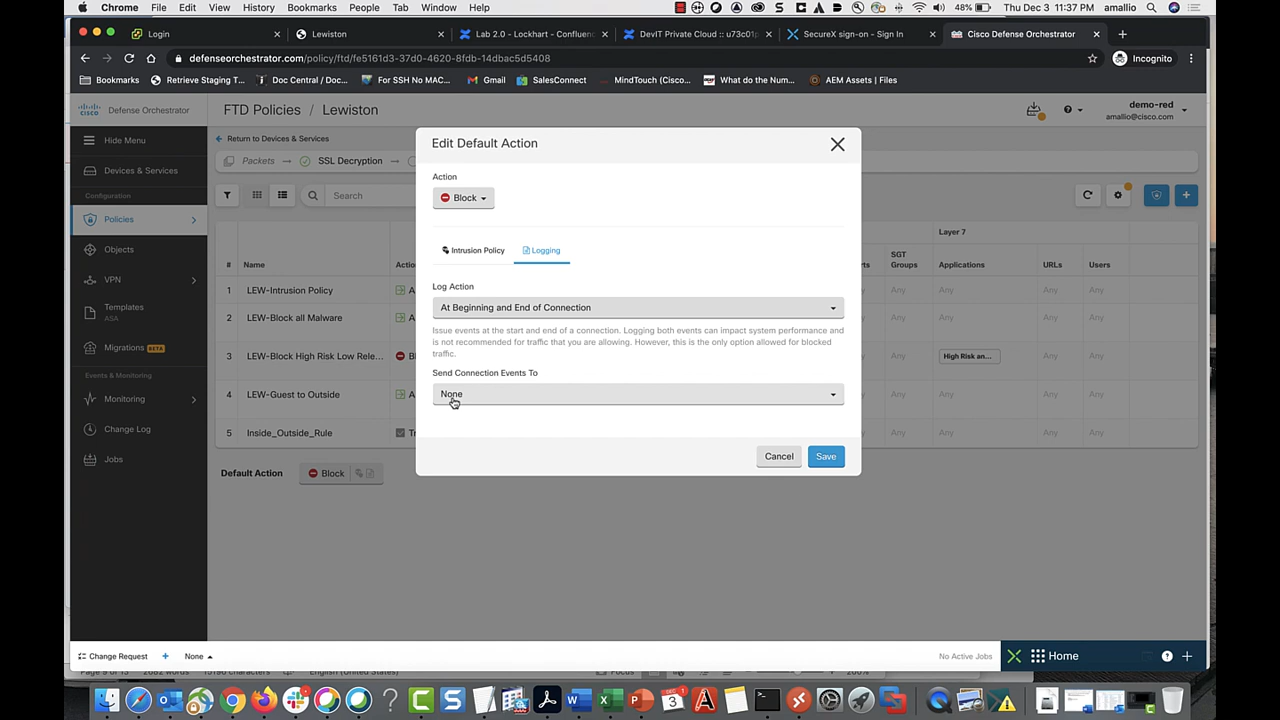 Chrome File Edit View History Bookmarks People Tab Window Help 48% Thu Dec 3 11:37 PM amallio
Login Lewiston Lab 2.0 - Lockhart - Confluen DevIT Private Cloud :: u73c01p SecureX sign-on - Sign In Cisco Defense Orchestrator
defenseorchestrator.com/policy/ftd/fe5161d3-37d0-4620-8fdb-14dbac5d5408 Incognito
Bookmarks Retrieve Staging T... Doc Central / Doc... For SSH No MAC... Gmail SalesConnect MindTouch (Cisco... What do the Num... AEM Assets | Files
cisco Defense Orchestrator FTD Policies / Lewiston demo-red
amallio@cisco.com
Hide Menu
Return to Devices & Services
Packets SSL Decryption
Devices & Services
Configuration
Policies
Objects
VPN
Templates
ASA
Migrations BETA
Events & Monitoring
Monitoring
Change Log
Jobs
Search
Layer 7
# Name SGT Groups Applications URLs Users
1 LEW-Intrusion Policy Any Any Any Any
2 LEW-Block all Malware Any Any Any Any
3 LEW-Block High Risk Low Rele... Any High Risk an... Any Any
4 LEW-Guest to Outside Any Any Any Any
5 Inside_Outside_Rule Any Any Any Any
Default Action Block
Edit Default Action
Action
Block
Intrusion Policy Logging
Log Action
At Beginning and End of Connection
Issue events at the start and end of a connection. Logging both events can impact system performance and
is not recommended for traffic that you are allowing. However, this is the only option allowed for blocked
traffic.
Send Connection Events To
None
Cancel Save
Change Request + None No Active Jobs Home